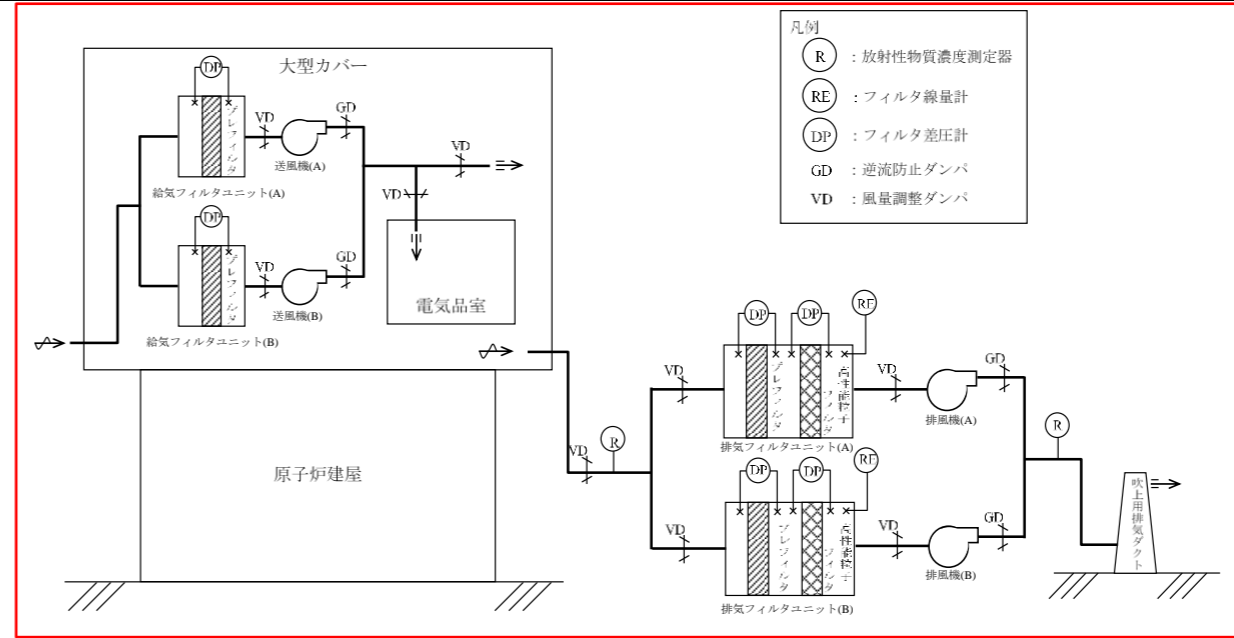 凡例
R ：放射性物質濃度測定器
RE ：フィルタ線量計
DP ：フィルタ差圧計
GD ：逆流防止ダンパ
VD ：風量調整ダンパ
大型カバー
DP
プレフィルタ
VD
GD
送風機(A)
給気フィルタユニット(A)
VD
VD
DP
プレフィルタ
VD
GD
送風機(B)
給気フィルタユニット(B)
電気品室
原子炉建屋
VD
R
VD
DP
DP
RE
プレフィルタ
高性能粒子フィルタ
VD
GD
排風機(A)
排気フィルタユニット(A)
VD
DP
DP
RE
プレフィルタ
高性能粒子フィルタ
VD
GD
排風機(B)
排気フィルタユニット(B)
R
吹上用排気ダクト